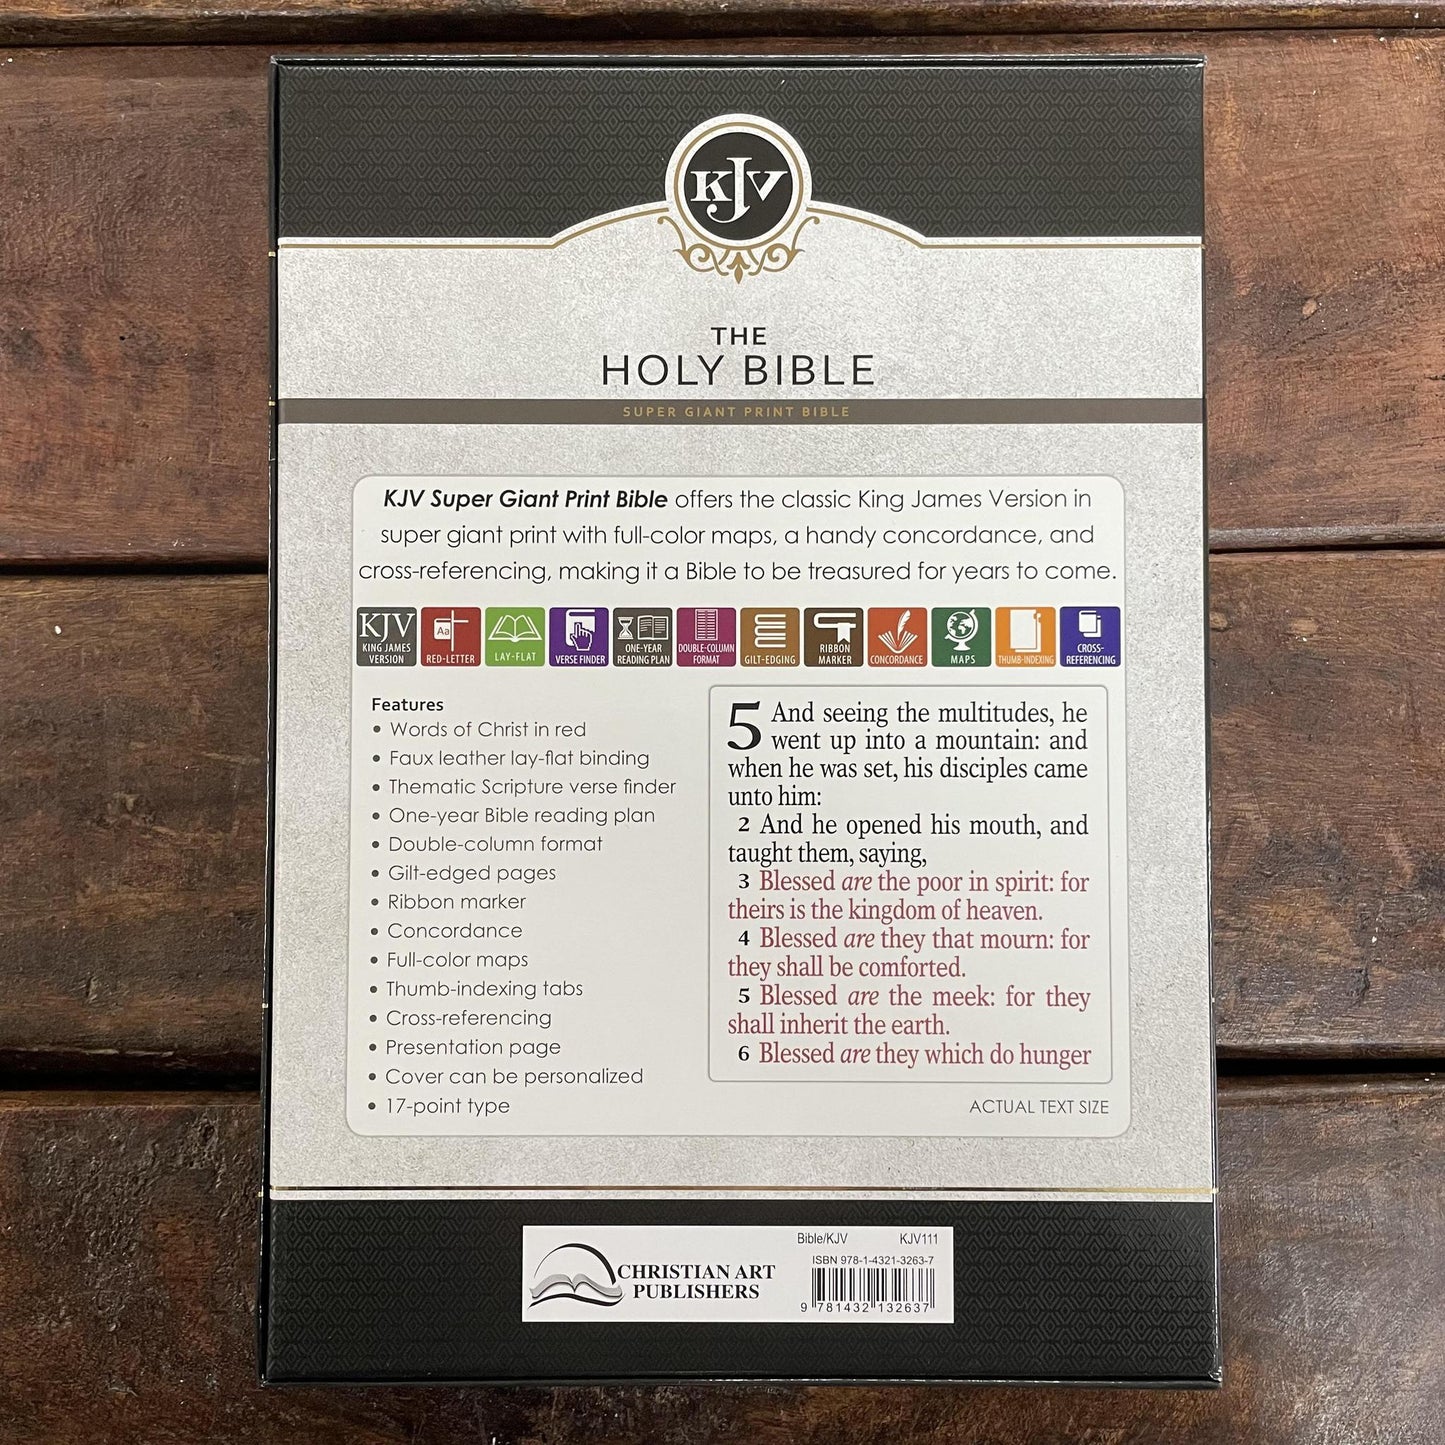 KJV
THE
HOLY BIBLE
SUPER GIANT PRINT BIBLE
KJV Super Giant Print Bible offers the classic King James Version in
super giant print with full-color maps, a handy concordance, and
cross-referencing, making it a Bible to be treasured for years to come.
KJV
KING JAMES
VERSION
Aa
RED-LETTER
LAY-FLAT
VERSE FINDER
ONE-YEAR
READING PLAN
DOUBLE-COLUMN
FORMAT
GILT-EDGING
RIBBON
MARKER
CONCORDANCE
MAPS
THUMB-INDEXING
CROSS-
REFERENCING
Features
• Words of Christ in red
• Faux leather lay-flat binding
• Thematic Scripture verse finder
• One-year Bible reading plan
• Double-column format
• Gilt-edged pages
• Ribbon marker
• Concordance
• Full-color maps
• Thumb-indexing tabs
• Cross-referencing
• Presentation page
• Cover can be personalized
• 17-point type
5 And seeing the multitudes, he
went up into a mountain: and
when he was set, his disciples came
unto him:
2 And he opened his mouth, and
taught them, saying,
3 Blessed are the poor in spirit: for
theirs is the kingdom of heaven.
4 Blessed are they that mourn: for
they shall be comforted.
5 Blessed are the meek: for they
shall inherit the earth.
6 Blessed are they which do hunger
ACTUAL TEXT SIZE
CHRISTIAN ART
PUBLISHERS
Bible/KJV KJV111
ISBN 978-1-4321-3263-7
9 781432 132637